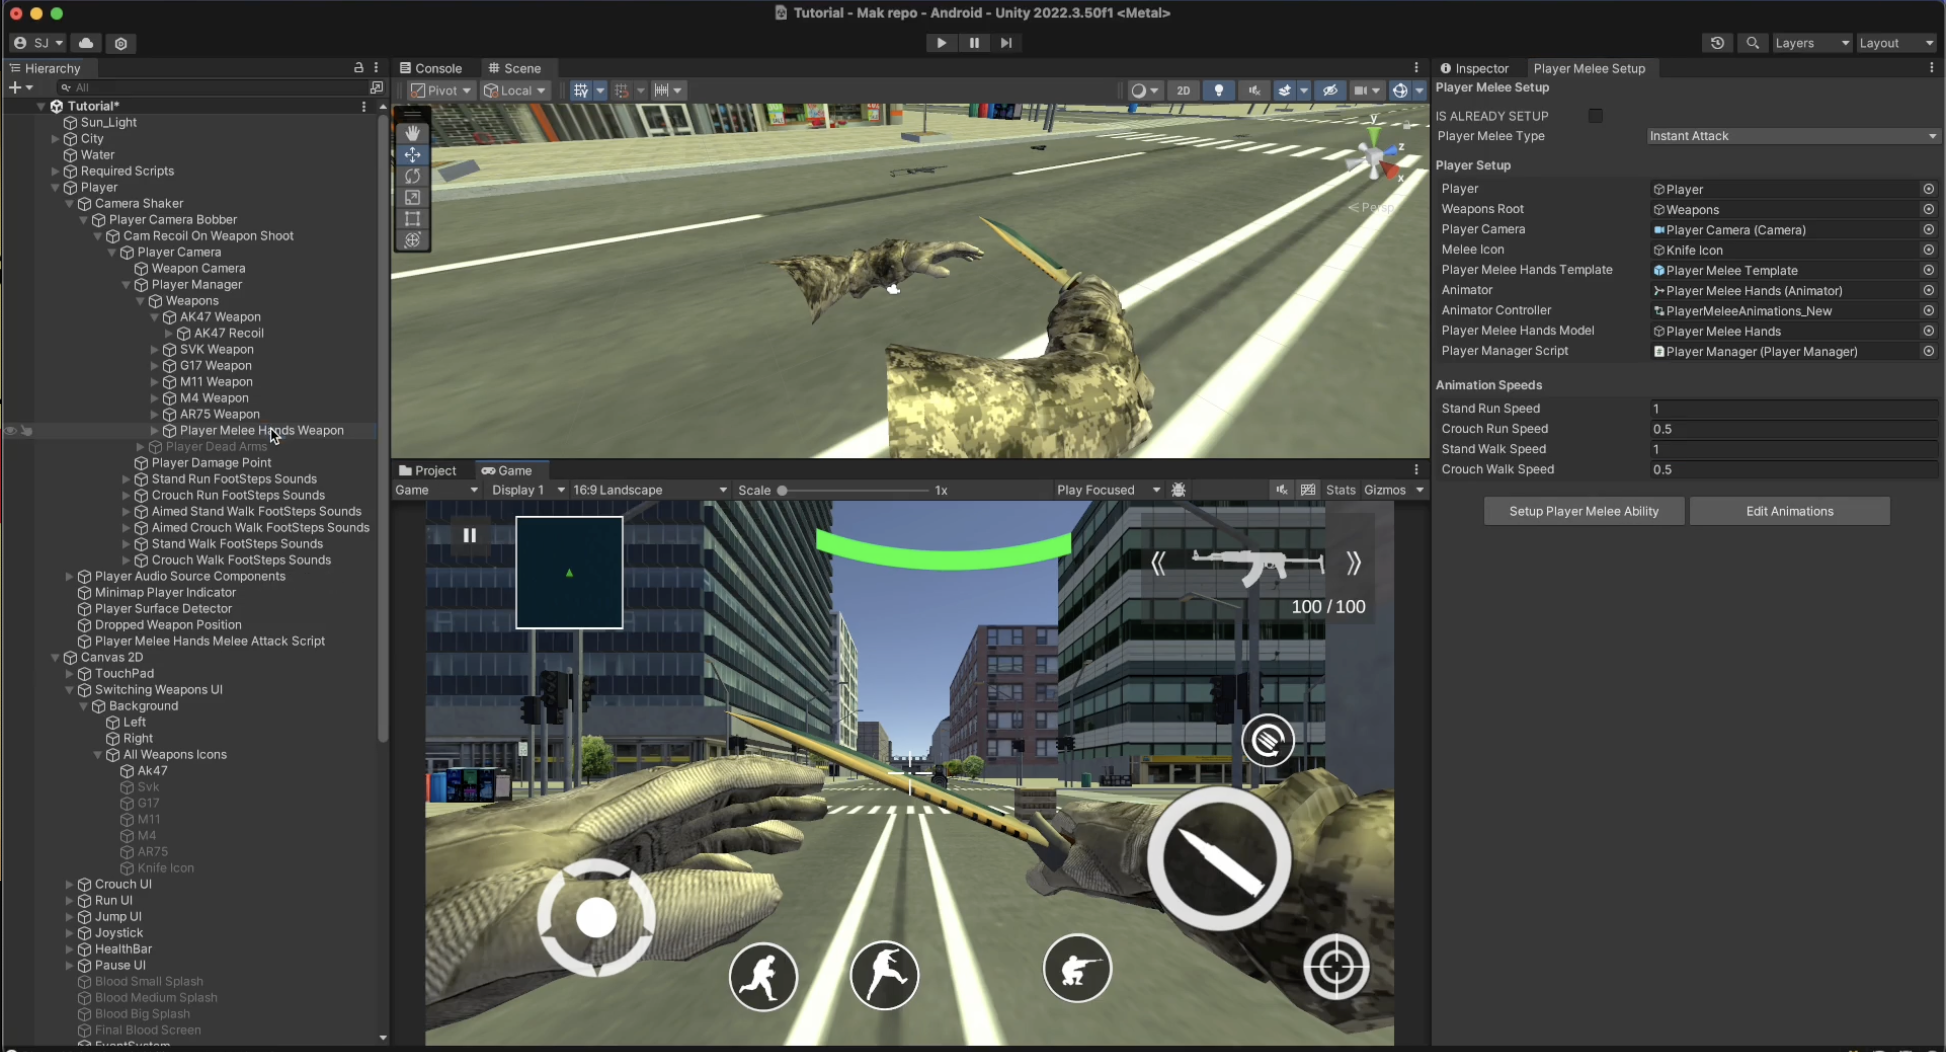 Tutorial - Mak repo - Android - Unity 2022.3.50f1 <Metal>
SJ
Layers
Layout
Hierarchy
All
Tutorial*
Sun_Light
City
Water
Required Scripts
Player
Camera Shaker
Player Camera Bobber
Cam Recoil On Weapon Shoot
Player Camera
Weapon Camera
Player Manager
Weapons
AK47 Weapon
AK47 Recoil
SVK Weapon
G17 Weapon
M11 Weapon
M4 Weapon
AR75 Weapon
Player Melee Hands Weapon
Player Dead Arms
Player Damage Point
Stand Run FootSteps Sounds
Crouch Run FootSteps Sounds
Aimed Stand Walk FootSteps Sounds
Aimed Crouch Walk FootSteps Sounds
Stand Walk FootSteps Sounds
Crouch Walk FootSteps Sounds
Player Audio Source Components
Minimap Player Indicator
Player Surface Detector
Dropped Weapon Position
Player Melee Hands Melee Attack Script
Canvas 2D
TouchPad
Switching Weapons UI
Background
Left
Right
All Weapons Icons
Ak47
Svk
G17
M11
M4
AR75
Knife Icon
Crouch UI
Run UI
Jump UI
Joystick
HealthBar
Pause UI
Blood Small Splash
Blood Medium Splash
Blood Big Splash
Final Blood Screen
EventSystem
Console
Scene
Pivot
Local
2D
y
z
x
Persp
Project
Game
Game
Display 1
16:9 Landscape
Scale
1x
Play Focused
Stats
Gizmos
100 / 100
Inspector
Player Melee Setup
Player Melee Setup
IS ALREADY SETUP
Player Melee Type
Instant Attack
Player Setup
Player
Player
Weapons Root
Weapons
Player Camera
Player Camera (Camera)
Melee Icon
Knife Icon
Player Melee Hands Template
Player Melee Template
Animator
Player Melee Hands (Animator)
Animator Controller
PlayerMeleeAnimations_New
Player Melee Hands Model
Player Melee Hands
Player Manager Script
Player Manager (Player Manager)
Animation Speeds
Stand Run Speed
1
Crouch Run Speed
0.5
Stand Walk Speed
1
Crouch Walk Speed
0.5
Setup Player Melee Ability
Edit Animations